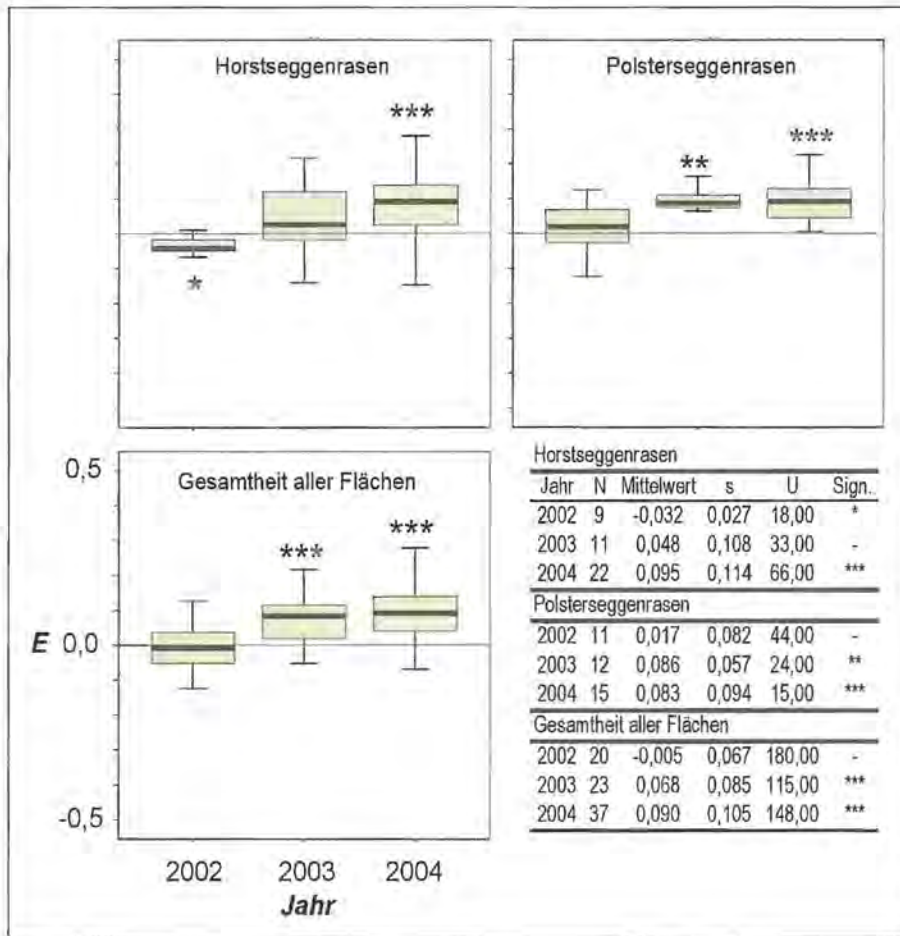 Horstseggenrasen
***
*
Polsterseggenrasen
**
***
0,5
Gesamtheit aller Flächen
***
***
E 0,0
-0,5
2002 2003 2004
Jahr
Horstseggenrasen
Jahr N Mittelwert s U Sign.
2002 9 -0,032 0,027 18,00 *
2003 11 0,048 0,108 33,00 -
2004 22 0,095 0,114 66,00 ***
Polsterseggenrasen
2002 11 0,017 0,082 44,00 -
2003 12 0,086 0,057 24,00 **
2004 15 0,083 0,094 15,00 ***
Gesamtheit aller Flächen
2002 20 -0,005 0,067 180,00 -
2003 23 0,068 0,085 115,00 ***
2004 37 0,090 0,105 148,00 ***